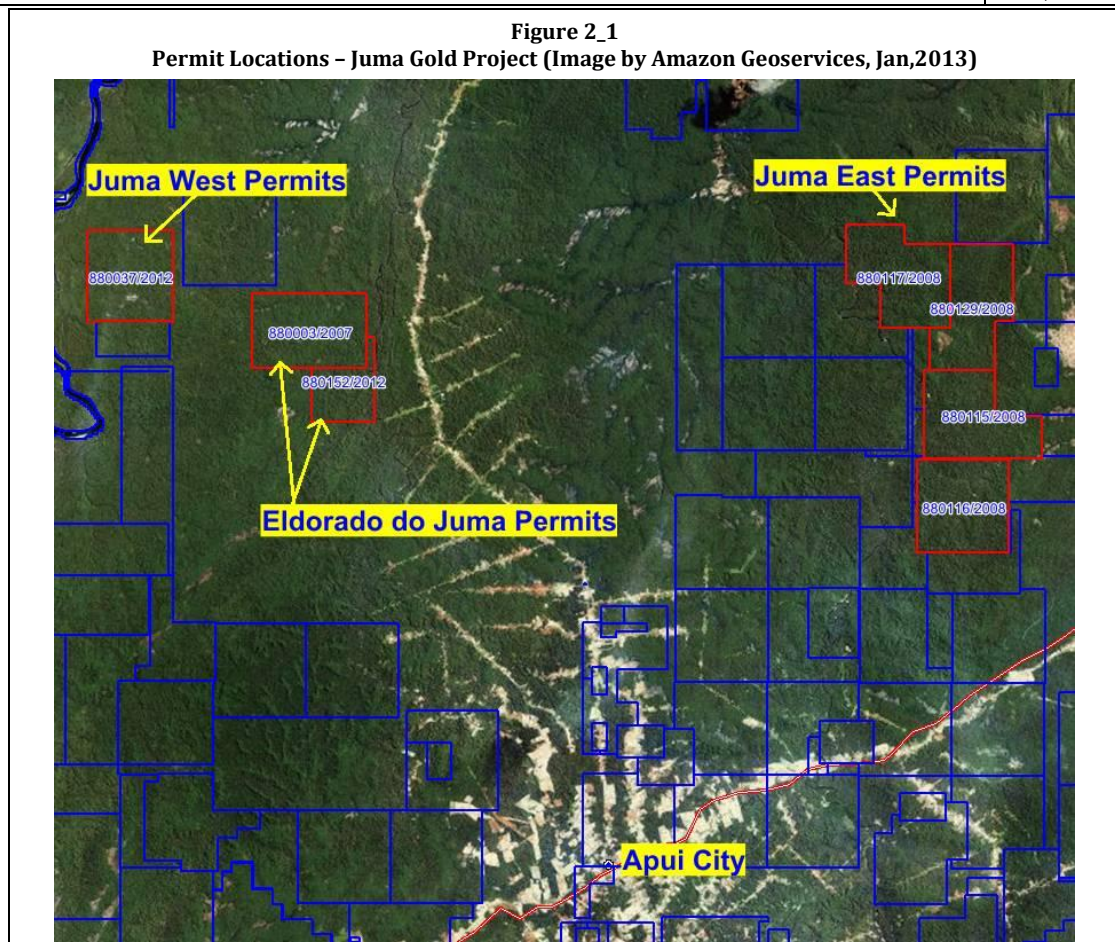 Figure 2_1
Permit Locations – Juma Gold Project (Image by Amazon Geoservices, Jan,2013)
Juma West Permits
Juma East Permits
880037/2012
880117/2008
880129/2008
880003/2007
880152/2012
880115/2008
Eldorado do Juma Permits
880116/2008
Apui City